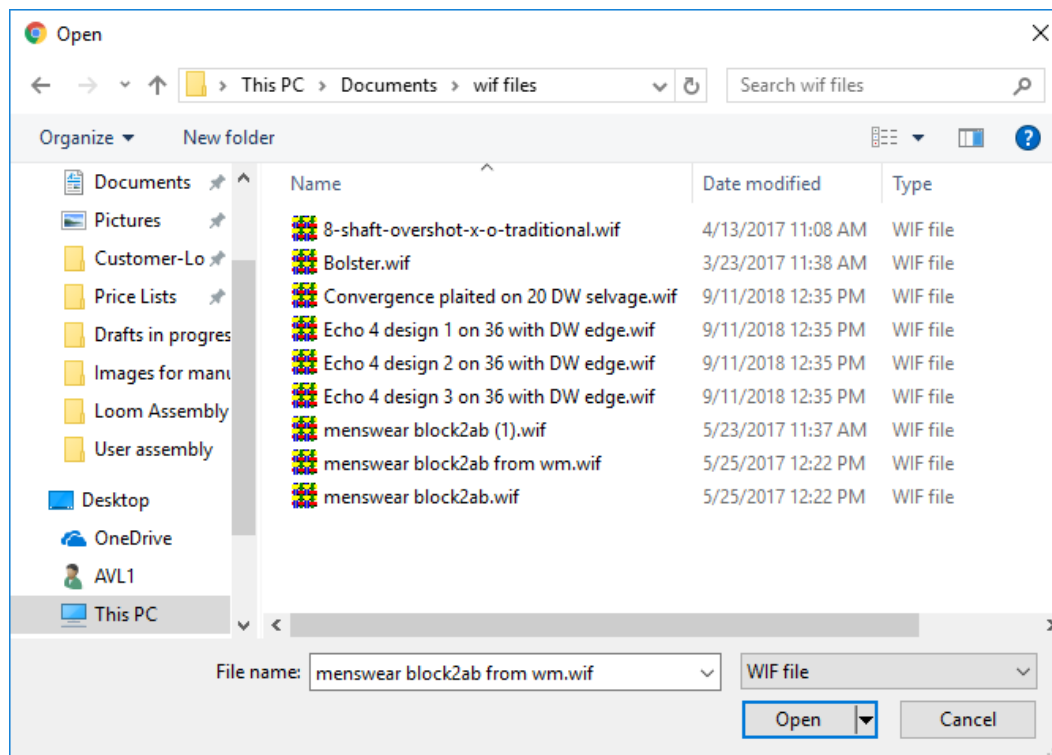 Open
This PC > Documents > wif files
Search wif files
Organize
New folder
Documents
Pictures
Customer-Lo
Price Lists
Drafts in progres
Images for manu
Loom Assembly
User assembly
Desktop
OneDrive
AVL1
This PC
Name Date modified Type
8-shaft-overshot-x-o-traditional.wif 4/13/2017 11:08 AM WIF file
Bolster.wif 3/23/2017 11:38 AM WIF file
Convergence plaited on 20 DW selvage.wif 9/11/2018 12:35 PM WIF file
Echo 4 design 1 on 36 with DW edge.wif 9/11/2018 12:35 PM WIF file
Echo 4 design 2 on 36 with DW edge.wif 9/11/2018 12:35 PM WIF file
Echo 4 design 3 on 36 with DW edge.wif 9/11/2018 12:35 PM WIF file
menswear block2ab (1).wif 5/23/2017 11:37 AM WIF file
menswear block2ab from wm.wif 5/25/2017 12:22 PM WIF file
menswear block2ab.wif 5/25/2017 12:22 PM WIF file
File name: menswear block2ab from wm.wif WIF file
Open Cancel